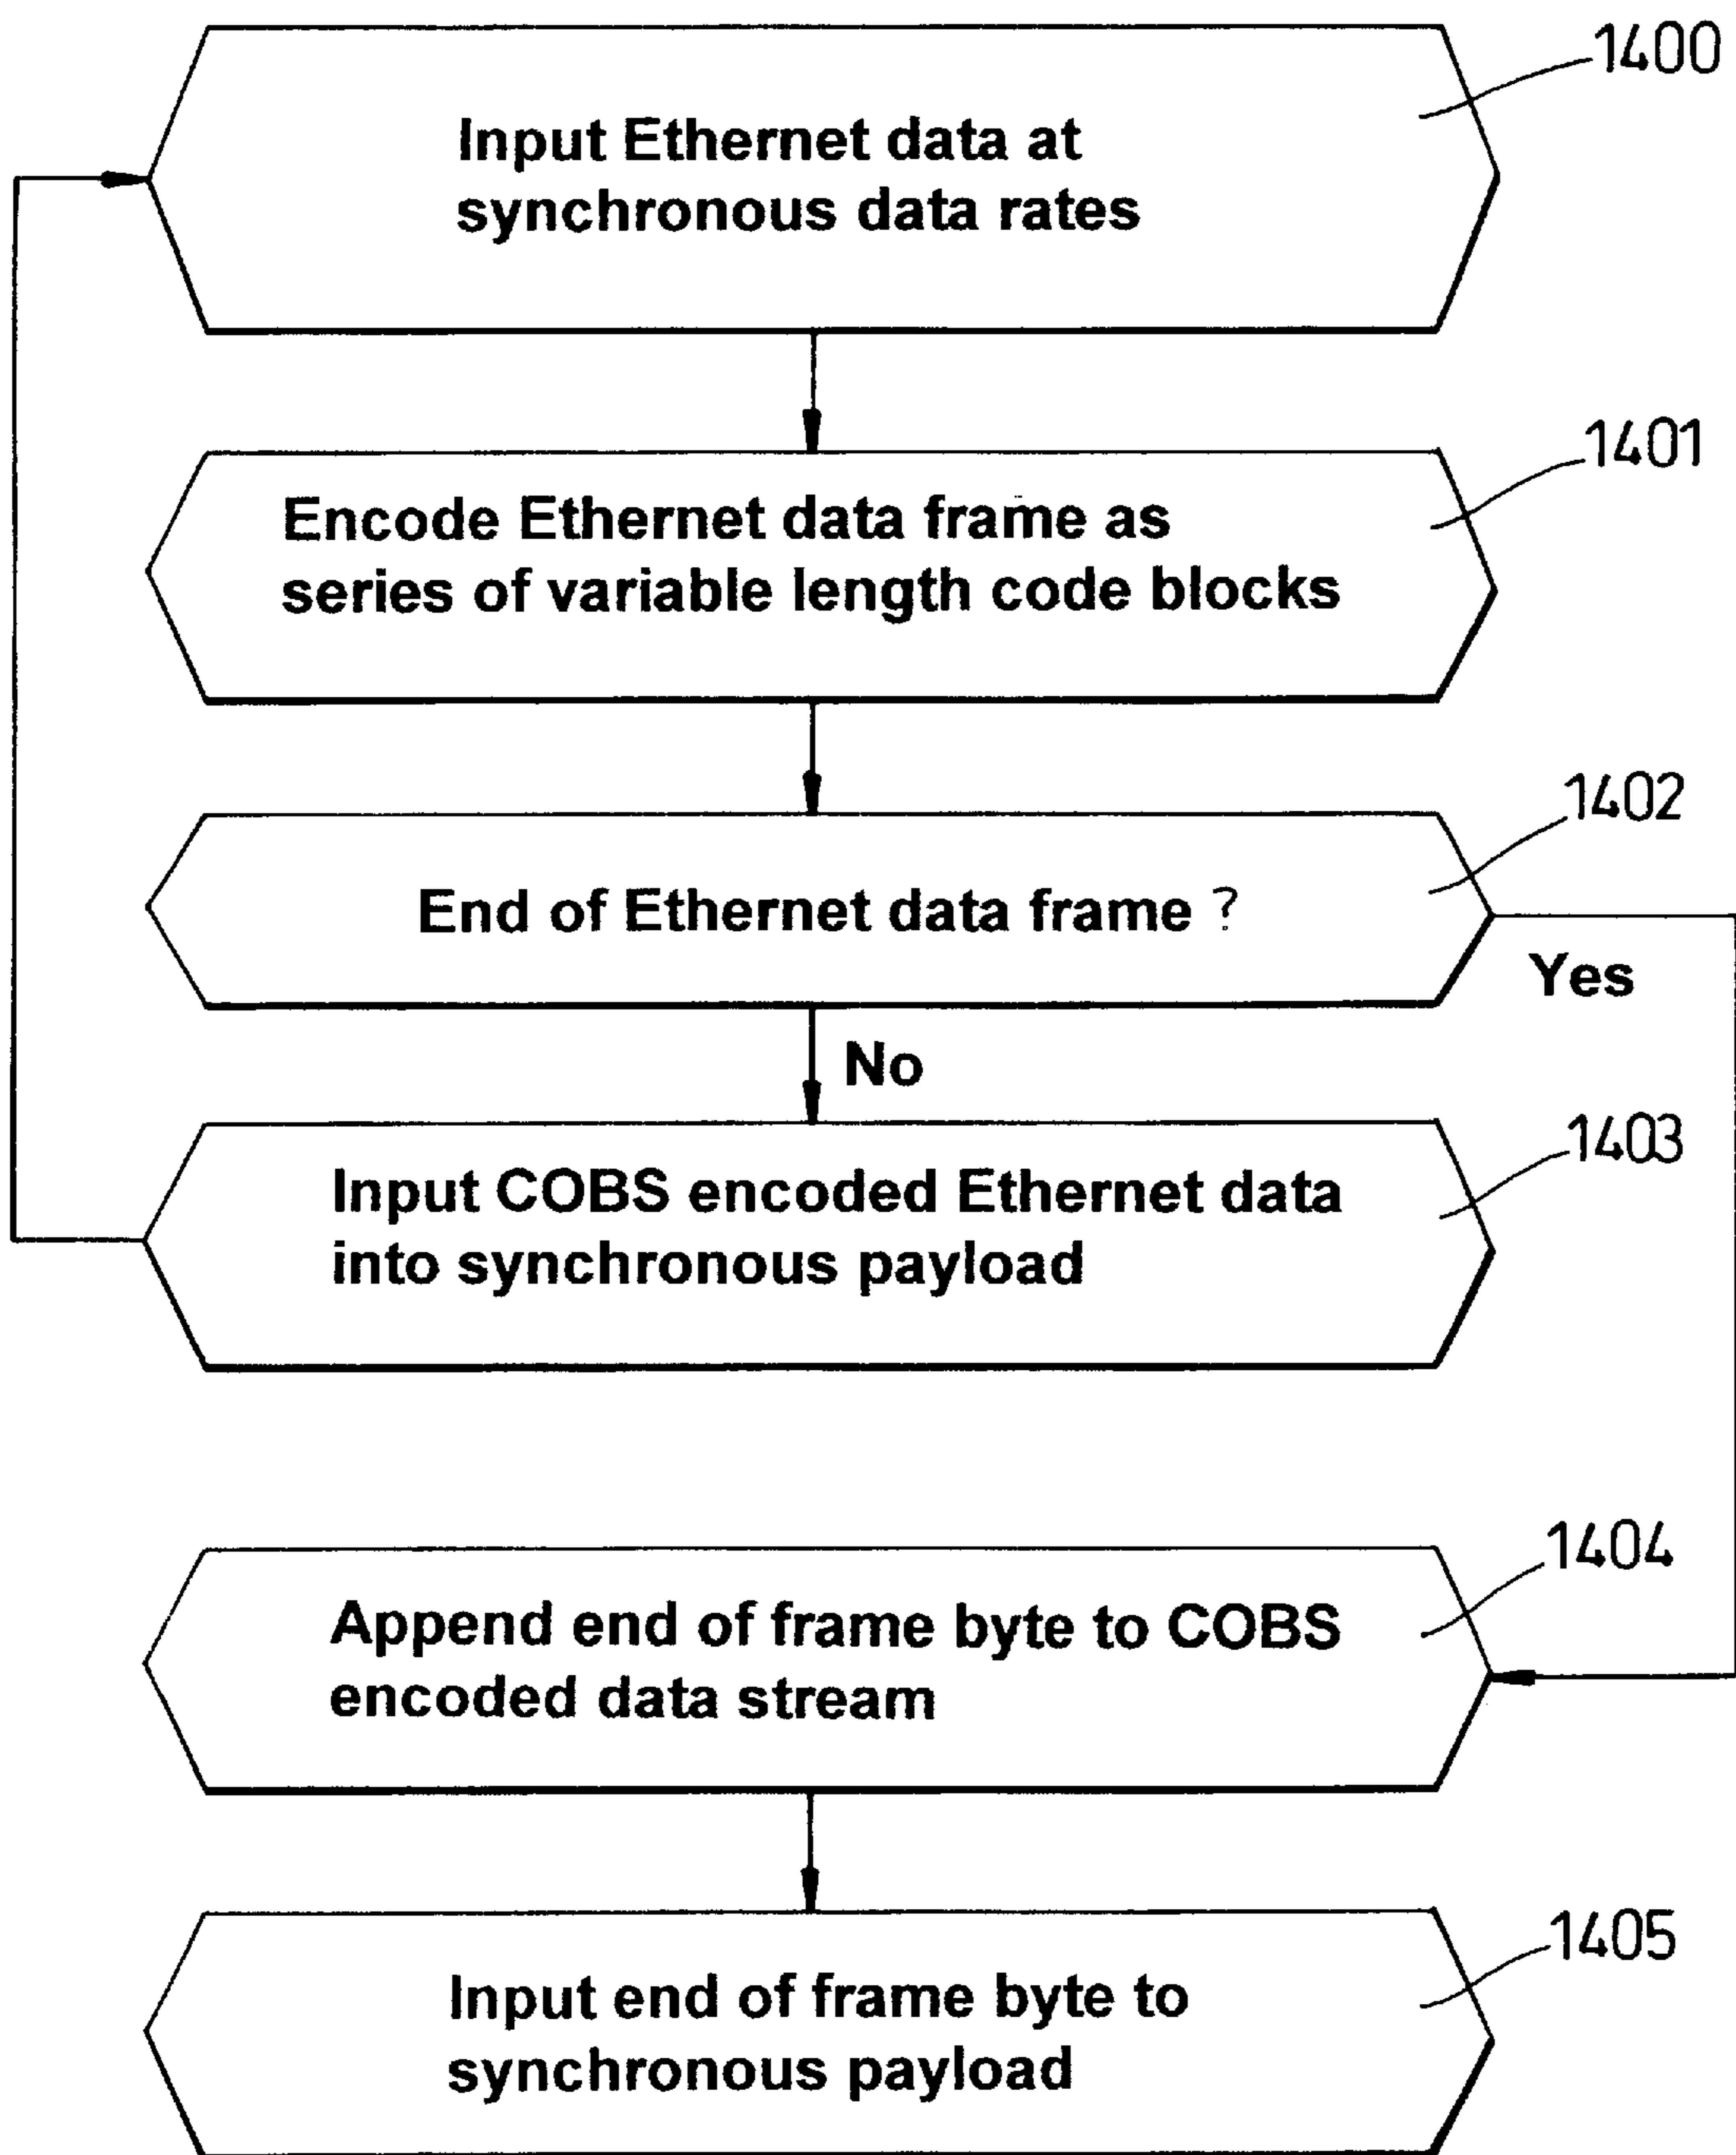 1400
Input Ethernet data at
synchronous data rates
1401
Encode Ethernet data frame as
series of variable length code blocks
1402
End of Ethernet data frame ?
Yes
No
1403
Input COBS encoded Ethernet data
into synchronous payload
1404
Append end of frame byte to COBS
encoded data stream
1405
Input end of frame byte to
synchronous payload